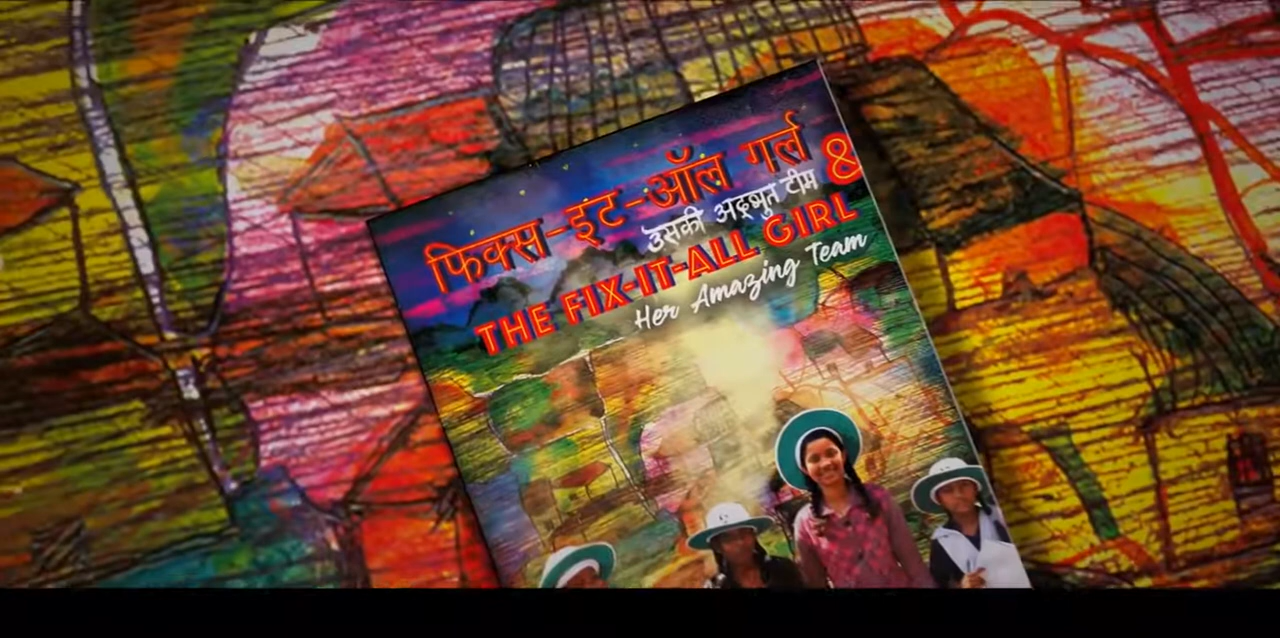 फिक्स-इट-ऑल गर्ल &
उसकी अद्भुत टीम
THE FIX-IT-ALL GIRL
Her Amazing Team